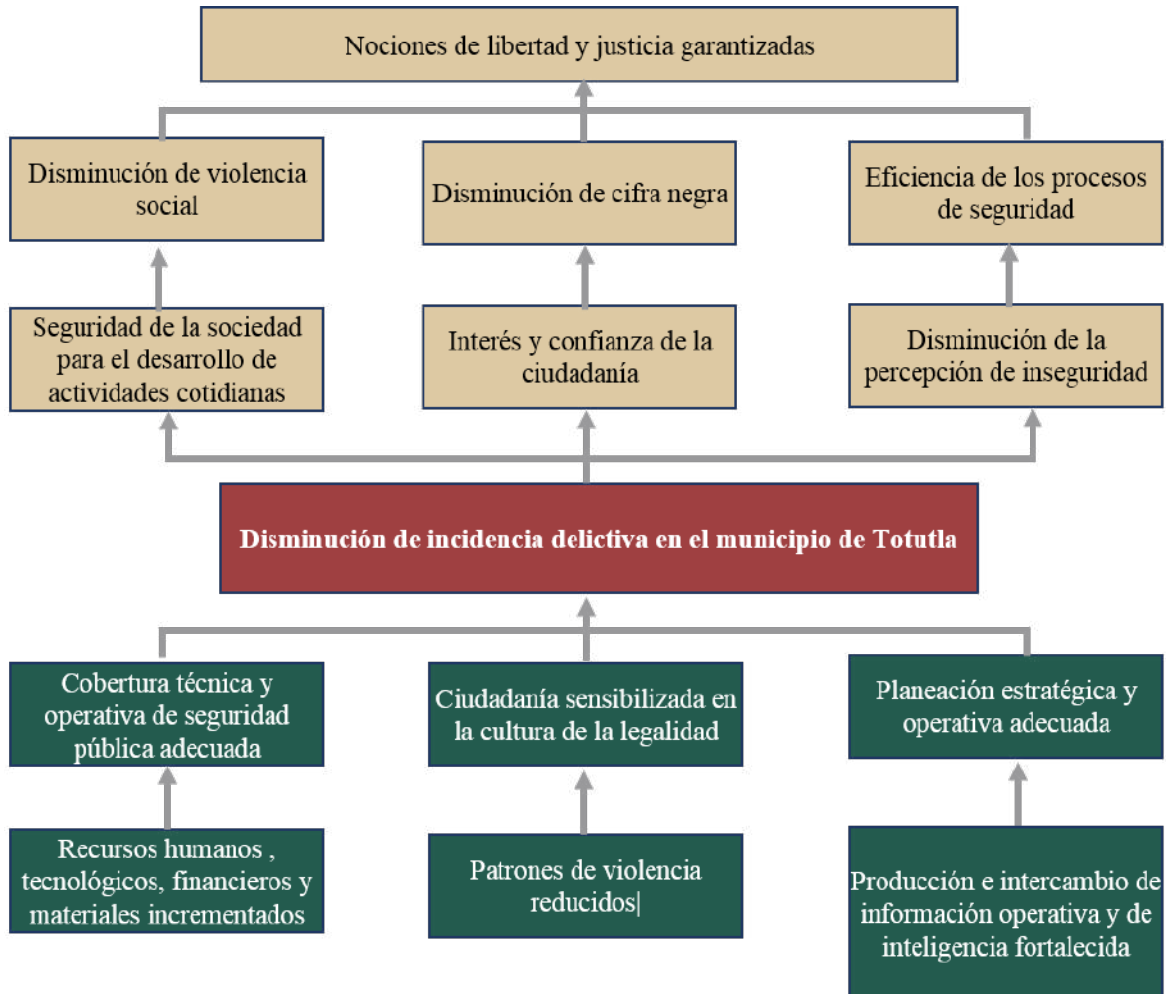 Nociones de libertad y justicia garantizadas
Disminución de violencia
social
Disminución de cifra negra
Eficiencia de los procesos
de seguridad
Seguridad de la sociedad
para el desarrollo de
actividades cotidianas
Interés y confianza de la
ciudadanía
Disminución de la
percepción de inseguridad
Disminución de incidencia delictiva en el municipio de Totutla
Cobertura técnica y
operativa de seguridad
pública adecuada
Ciudadanía sensibilizada en
la cultura de la legalidad
Planeación estratégica y
operativa adecuada
Recursos humanos ,
tecnológicos, financieros y
materiales incrementados
Patrones de violencia
reducidos|
Producción e intercambio de
información operativa y de
inteligencia fortalecida